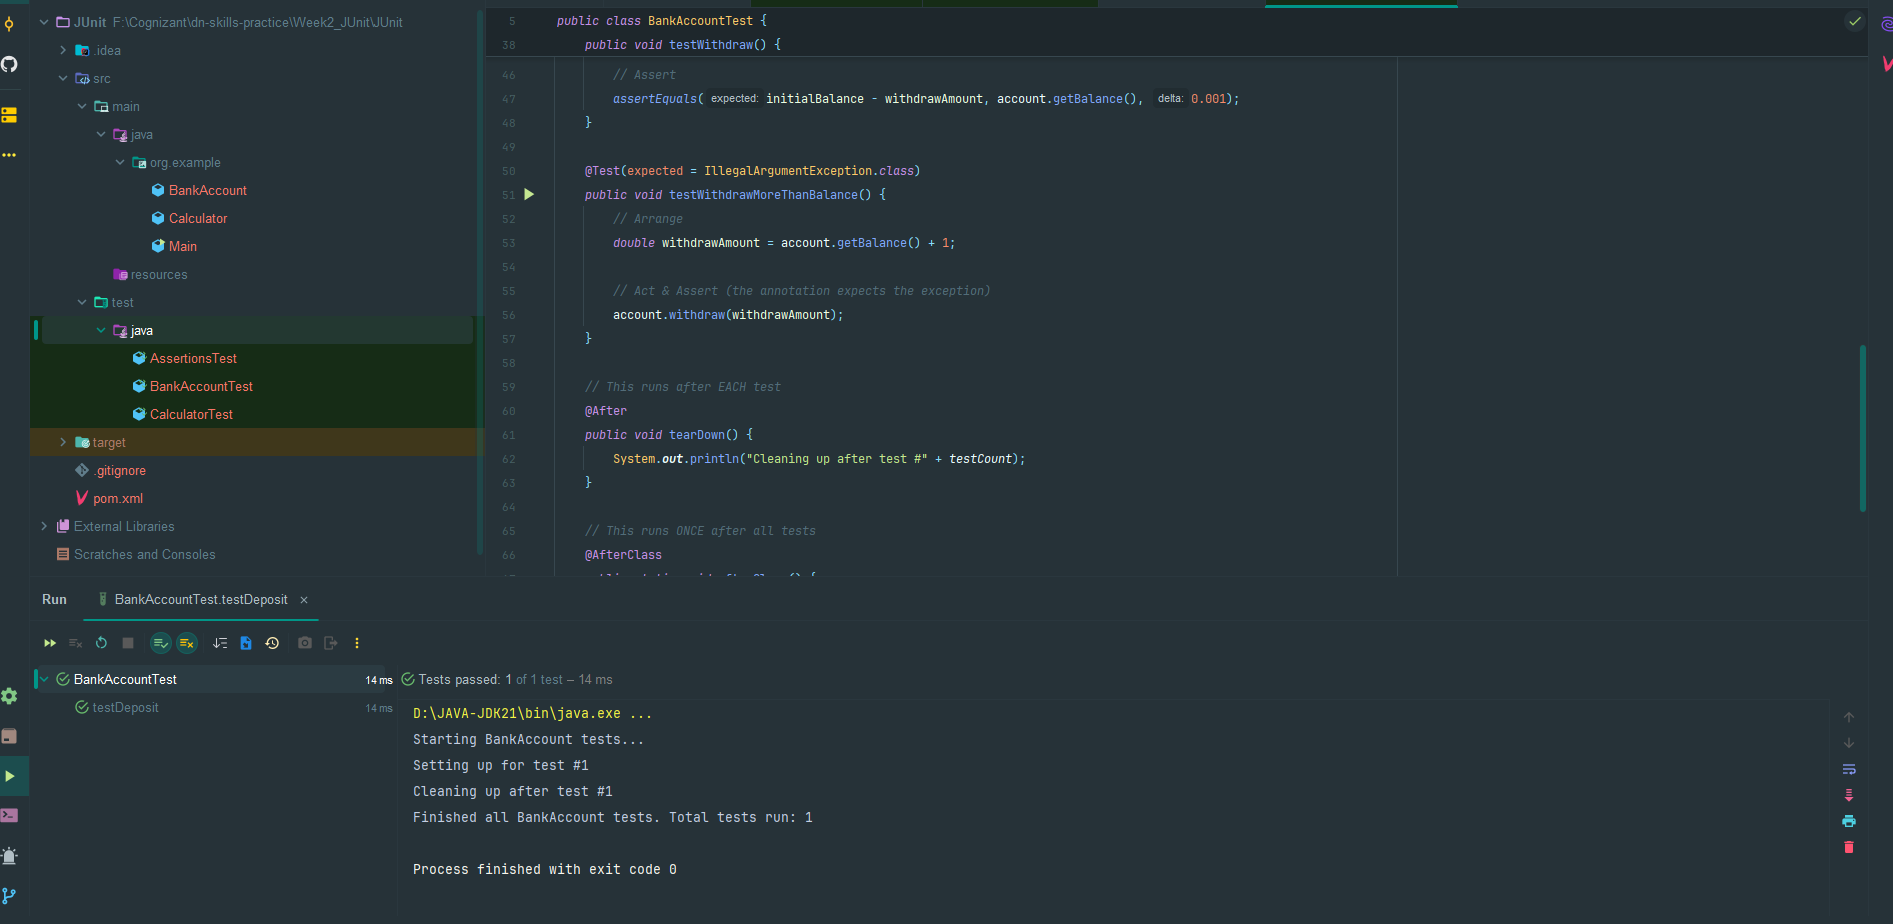 JUnit F:\Cognizant\dn-skills-practice\Week2_JUnit\JUnit
.idea
src
main
java
org.example
BankAccount
Calculator
Main
resources
test
java
AssertionsTest
BankAccountTest
CalculatorTest
target
.gitignore
pom.xml
External Libraries
Scratches and Consoles
5 public class BankAccountTest {
38 public void testWithdraw() {
46 // Assert
47 assertEquals( expected: initialBalance - withdrawAmount, account.getBalance(), delta: 0.001);
48 }
49
50 @Test(expected = IllegalArgumentException.class)
51 public void testWithdrawMoreThanBalance() {
52 // Arrange
53 double withdrawAmount = account.getBalance() + 1;
54
55 // Act & Assert (the annotation expects the exception)
56 account.withdraw(withdrawAmount);
57 }
58
59 // This runs after EACH test
60 @After
61 public void tearDown() {
62 System.out.println("Cleaning up after test #" + testCount);
63 }
64
65 // This runs ONCE after all tests
66 @AfterClass
Run BankAccountTest.testDeposit
BankAccountTest 14 ms
testDeposit 14 ms
Tests passed: 1 of 1 test – 14 ms
D:\JAVA-JDK21\bin\java.exe ...
Starting BankAccount tests...
Setting up for test #1
Cleaning up after test #1
Finished all BankAccount tests. Total tests run: 1
Process finished with exit code 0